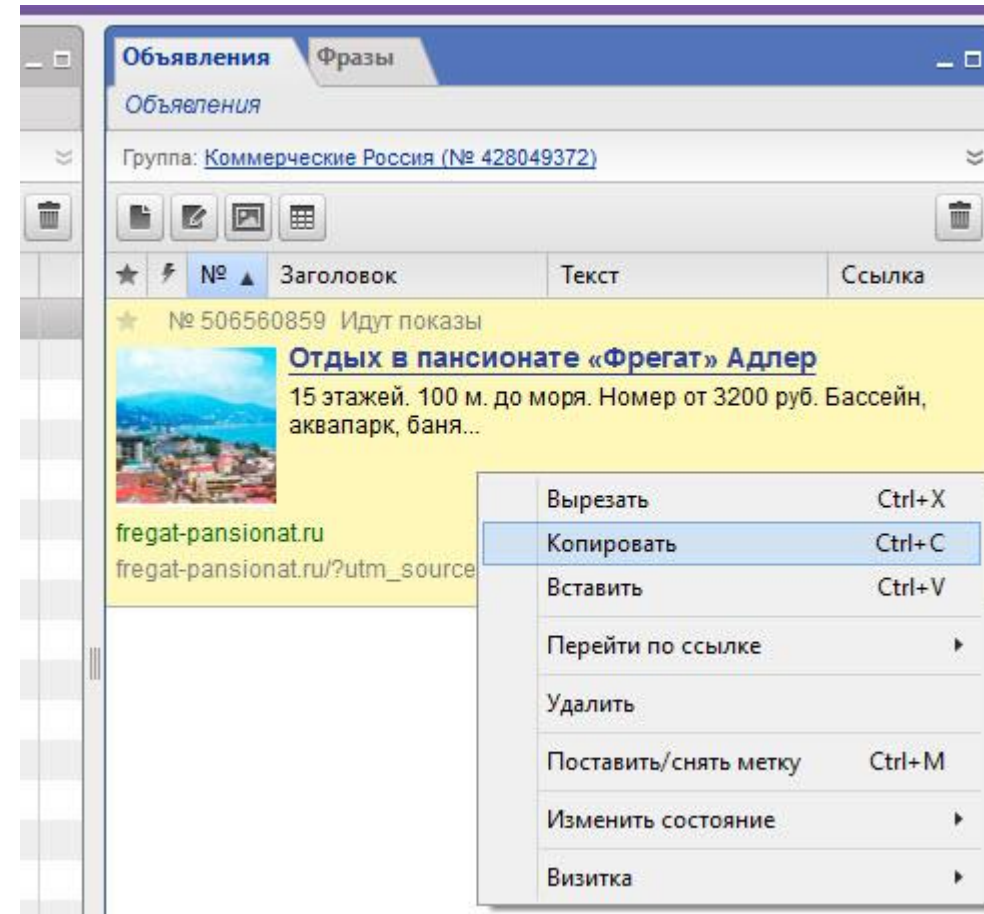 Объявления Фразы
Объявления
Группа: Коммерческие Россия (№ 428049372)
№ Заголовок Текст Ссылка
№ 506560859 Идут показы
Отдых в пансионате «Фрегат» Адлер
15 этажей. 100 м. до моря. Номер от 3200 руб. Бассейн,
аквапарк, баня...
fregat-pansionat.ru
fregat-pansionat.ru/?utm_source
Вырезать Ctrl+X
Копировать Ctrl+C
Вставить Ctrl+V
Перейти по ссылке
Удалить
Поставить/снять метку Ctrl+M
Изменить состояние
Визитка